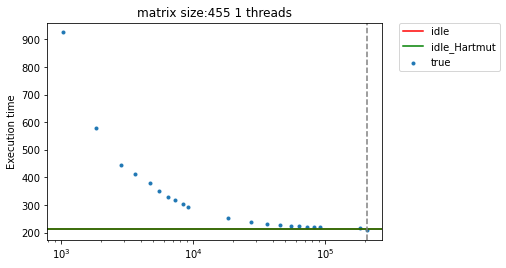 matrix size:455 1 threads
idle
idle_Hartmut
true
Execution time
900
800
700
600
500
400
300
200
10³
10⁴
10⁵